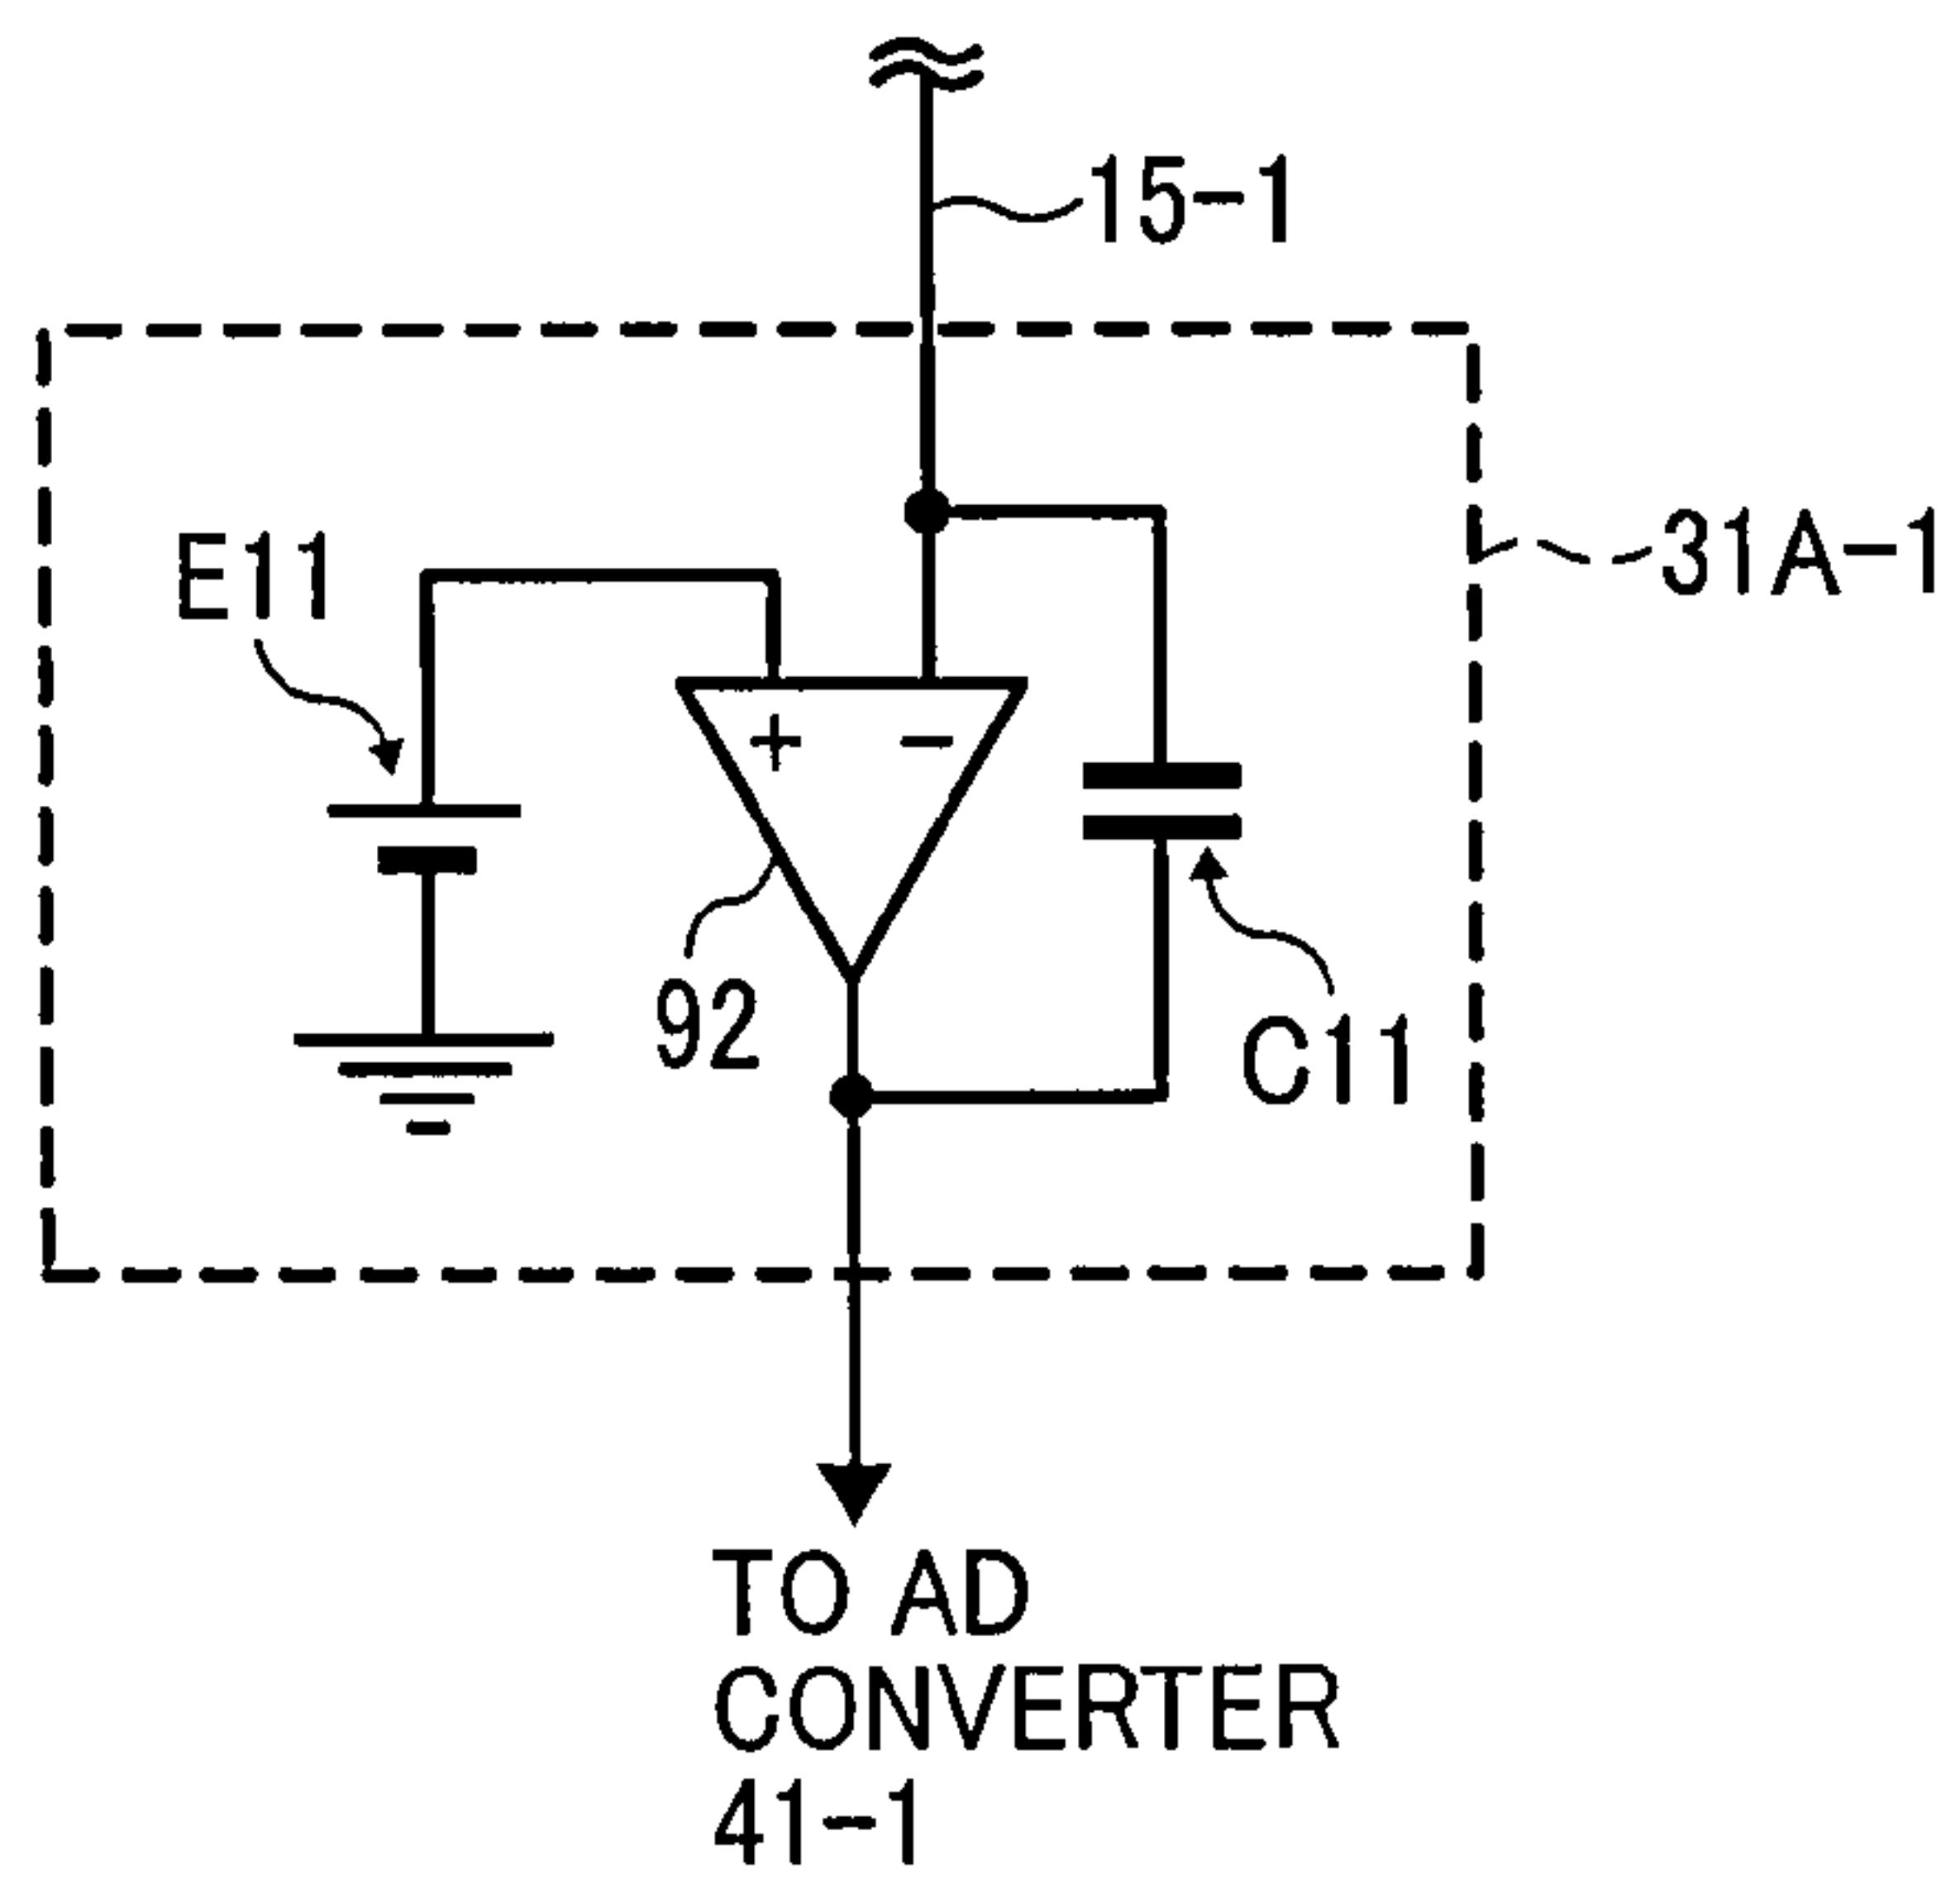 15-1
E11
31A-1
+ -
92
C11
TO AD
CONVERTER
41-1